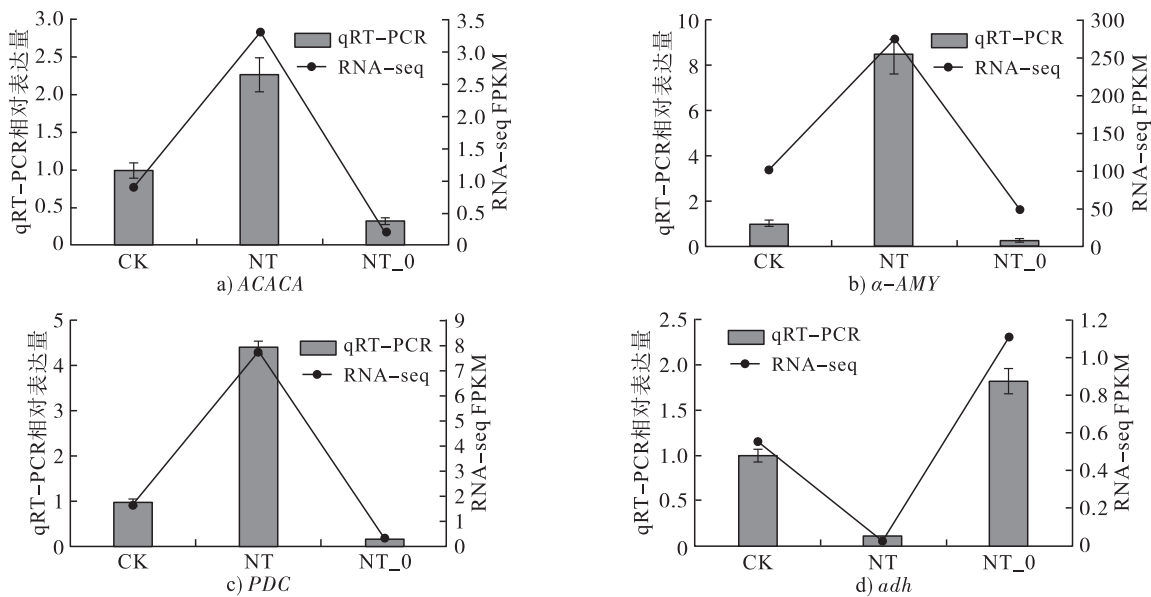 qRT-PCR相对表达量
3.0
2.5
2.0
1.5
1.0
0.5
0
3.5
3.0
2.5
2.0
1.5
1.0
0.5
0
RNA-seq FPKM
qRT-PCR
RNA-seq
CK NT NT_0
a) ACACA
qRT-PCR相对表达量
10
8
6
4
2
0
300
250
200
150
100
50
0
RNA-seq FPKM
qRT-PCR
RNA-seq
CK NT NT_0
b) α-AMY
qRT-PCR相对表达量
5
4
3
2
1
0
9
8
7
6
5
4
3
2
1
0
RNA-seq FPKM
qRT-PCR
RNA-seq
CK NT NT_0
c) PDC
qRT-PCR相对表达量
2.5
2.0
1.5
1.0
0.5
0
1.2
1.0
0.8
0.6
0.4
0.2
0
RNA-seq FPKM
qRT-PCR
RNA-seq
CK NT NT_0
d) adh